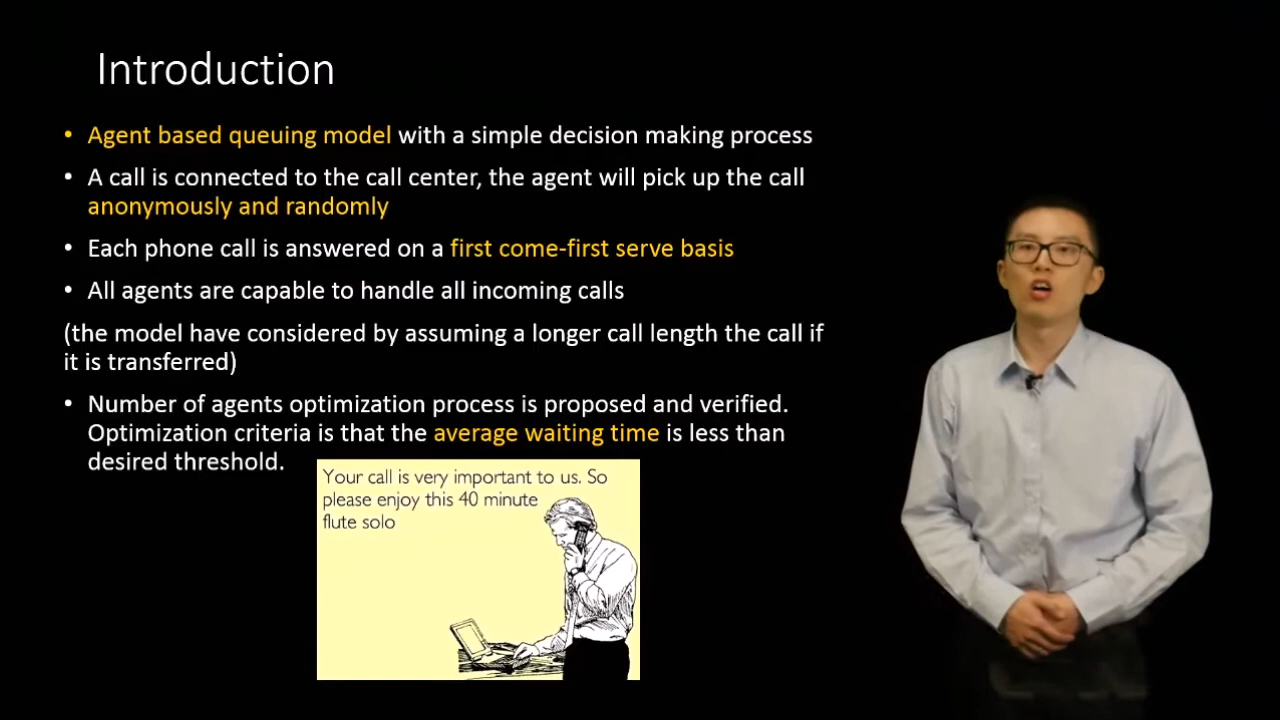 Introduction
• Agent based queuing model with a simple decision making process
• A call is connected to the call center, the agent will pick up the call
anonymously and randomly
• Each phone call is answered on a first come-first serve basis
• All agents are capable to handle all incoming calls
(the model have considered by assuming a longer call length the call if
it is transferred)
• Number of agents optimization process is proposed and verified.
Optimization criteria is that the average waiting time is less than
desired threshold.
Your call is very important to us. So
please enjoy this 40 minute
flute solo